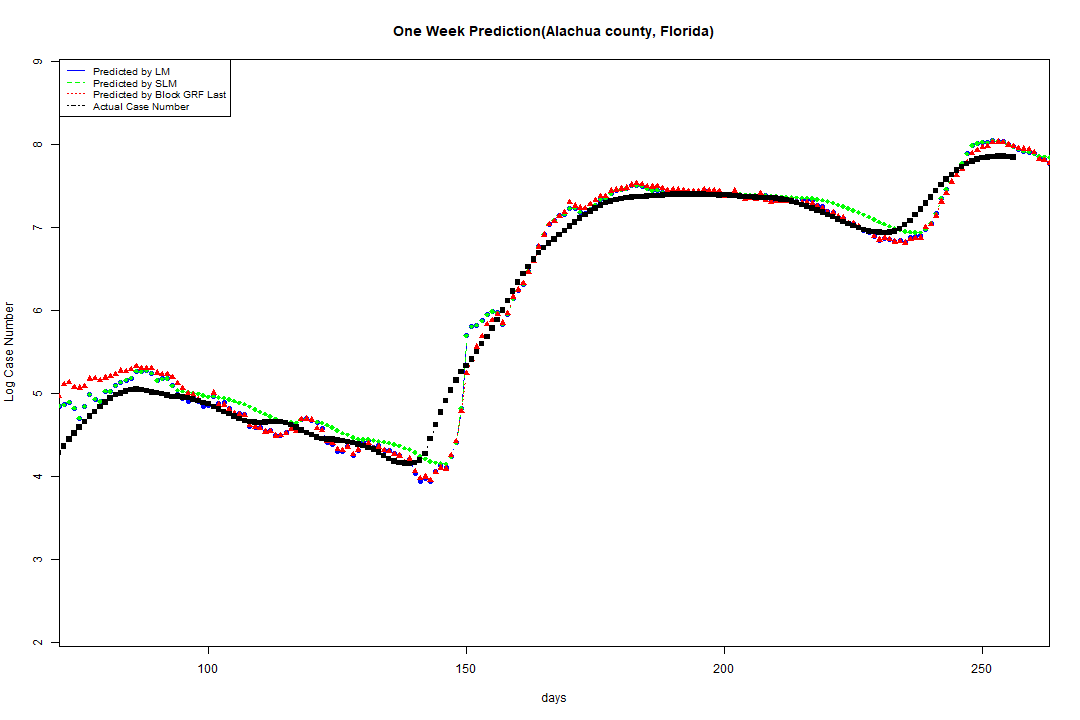 One Week Prediction(Alachua county, Florida)
Predicted by LM
Predicted by SLM
Predicted by Block GRF Last
Actual Case Number
Log Case Number
9
8
7
6
5
4
3
2
100 150 200 250
days